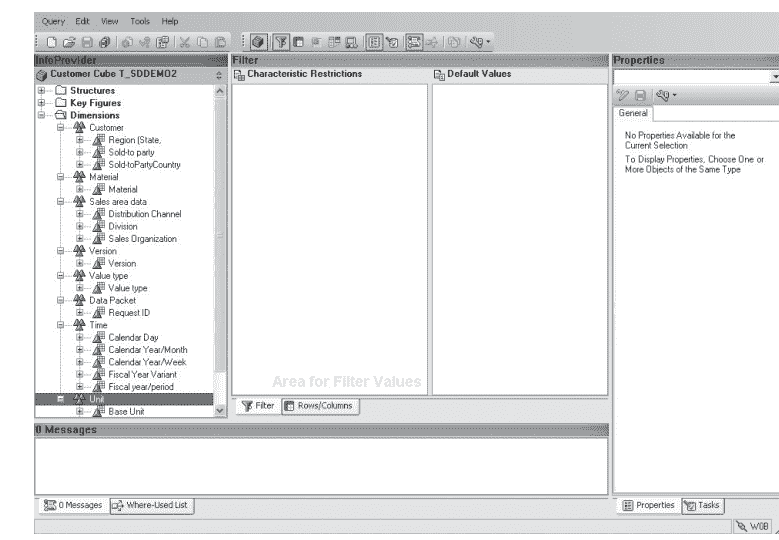 Query Edit View Tools Help
InfoProvider
Customer Cube T_SDDEMO2
Structures
Key Figures
Dimensions
Customer
Region (State,
Sold-to party
Sold-toPartyCountry
Material
Material
Sales area data
Distribution Channel
Division
Sales Organization
Version
Version
Value type
Value type
Data Packet
Request ID
Time
Calendar Day
Calendar Year/Month
Calendar Year/Week
Fiscal Year Variant
Fiscal year/period
Unit
Base Unit
Filter
Characteristic Restrictions
Default Values
Area for Filter Values
Filter Rows/Columns
Properties
General
No Properties Available for the
Current Selection
To Display Properties, Choose One or
More Objects of the Same Type
0 Messages
0 Messages Where-Used List
Properties Tasks
W0B